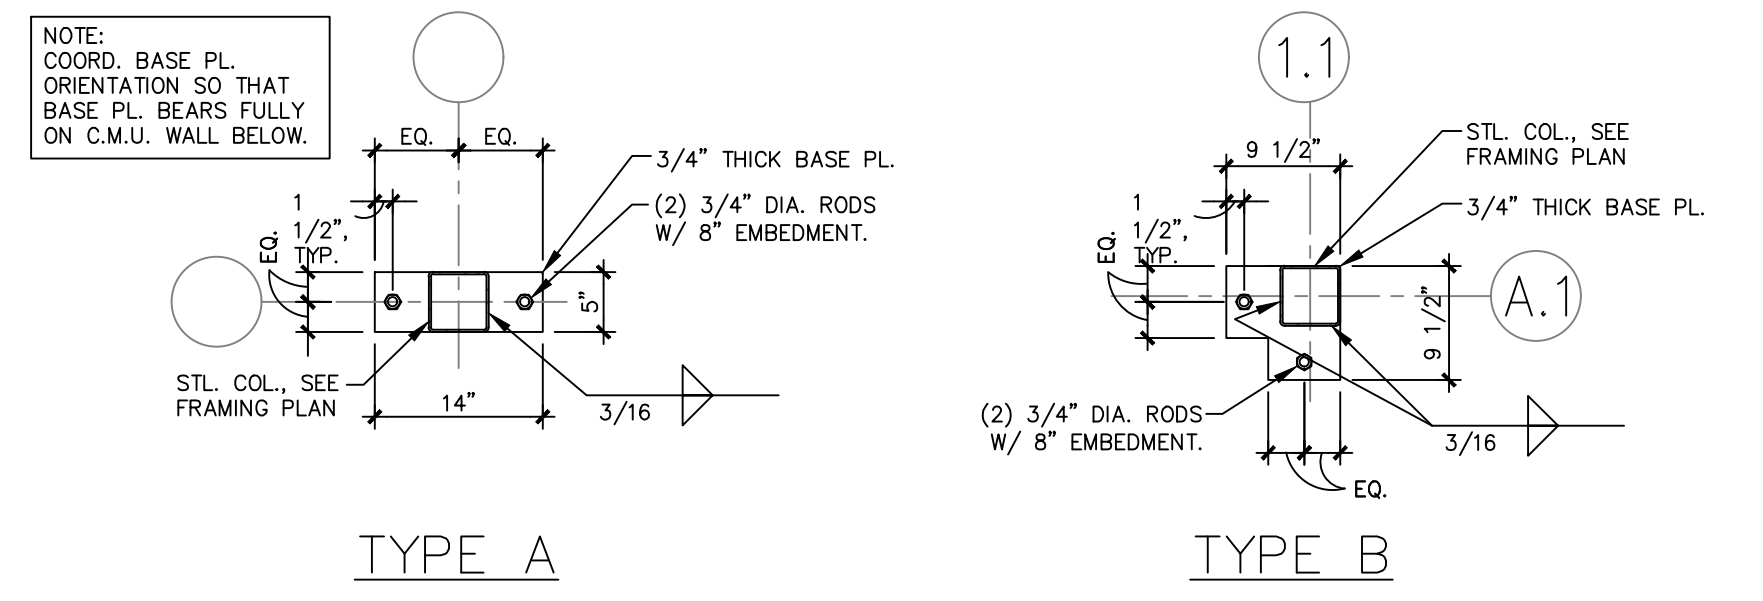 NOTE:
COORD. BASE PL.
ORIENTATION SO THAT
BASE PL. BEARS FULLY
ON C.M.U. WALL BELOW.
EQ.
EQ.
3/4" THICK BASE PL.
(2) 3/4" DIA. RODS
W/ 8" EMBEDMENT.
1
1/2",
TYP.
EQ.
5"
STL. COL., SEE
FRAMING PLAN
14"
3/16
TYPE A
1.1
9 1/2"
STL. COL., SEE
FRAMING PLAN
3/4" THICK BASE PL.
1
1/2",
TYP.
EQ.
A.1
9 1/2"
(2) 3/4" DIA. RODS
W/ 8" EMBEDMENT.
3/16
EQ.
TYPE B